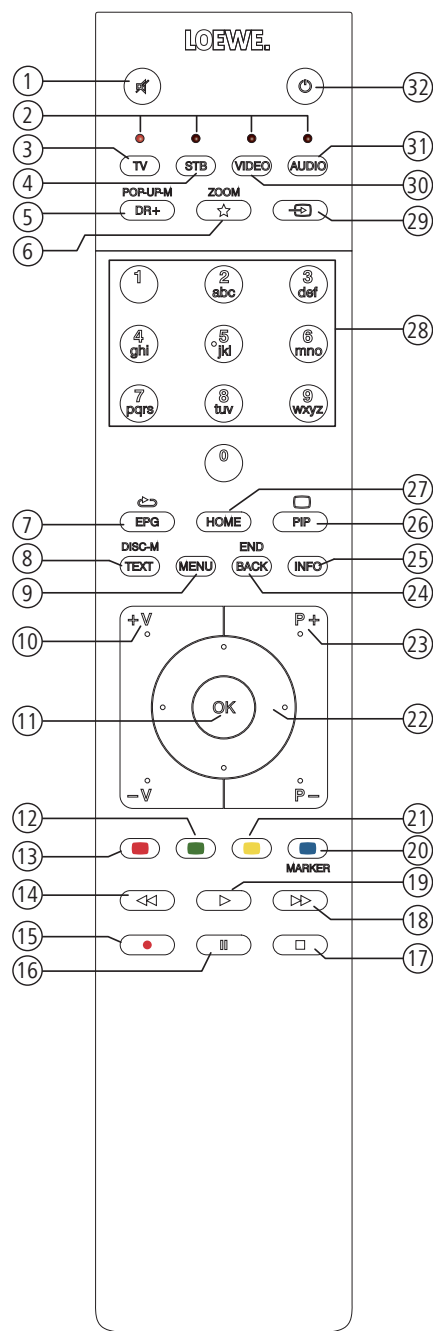 LOEWE.
1 32
2
3 TV STB VIDEO AUDIO 31
4 30
POP-UP-M ZOOM
5 DR+ 29
6
1 2 3
abc def
28
4 5 6
ghi jkl mno
7 8 9
pqrs tuv wxyz
0
27
7 EPG HOME PIP 26
DISC-M END
8 TEXT MENU BACK INFO 25
9 24
10 +V P+ 23
11 OK 22
−V P−
12 21
13 20
MARKER
14 19
18
15
16 17